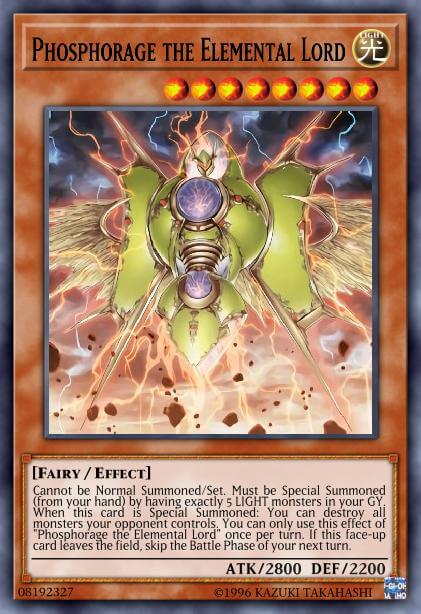 PHOSPHORAGE THE ELEMENTAL LORD
LIGHT
光
[FAIRY / EFFECT]
Cannot be Normal Summoned/Set. Must be Special Summoned
(from your hand) by having exactly 5 LIGHT monsters in your GY.
When this card is Special Summoned: You can destroy all
monsters your opponent controls. You can only use this effect of
"Phosphorage the Elemental Lord" once per turn. If this face-up
card leaves the field, skip the Battle Phase of your next turn.
ATK/2800 DEF/2200
08192327
©1996 KAZUKI TAKAHASHI